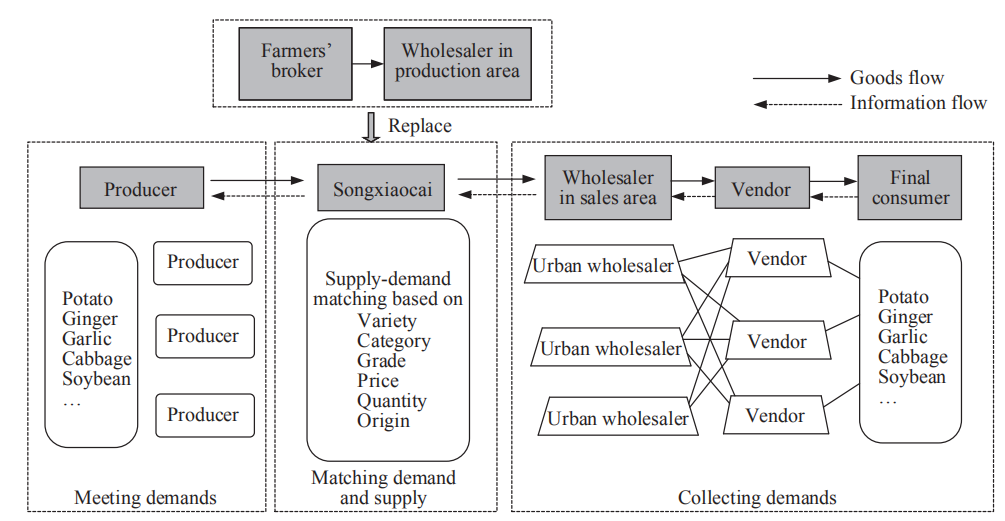 Farmers’
broker
Wholesaler in
production area
Goods flow
Information flow
Replace
Producer
Songxiaocai
Wholesaler
in sales area
Vendor
Final
consumer
Potato
Ginger
Garlic
Cabbage
Soybean
…
Producer
Producer
Producer
Supply-demand
matching based on
Variety
Category
Grade
Price
Quantity
Origin
Urban wholesaler
Urban wholesaler
Urban wholesaler
Vendor
Vendor
Vendor
Potato
Ginger
Garlic
Cabbage
Soybean
…
Meeting demands
Matching demand
and supply
Collecting demands